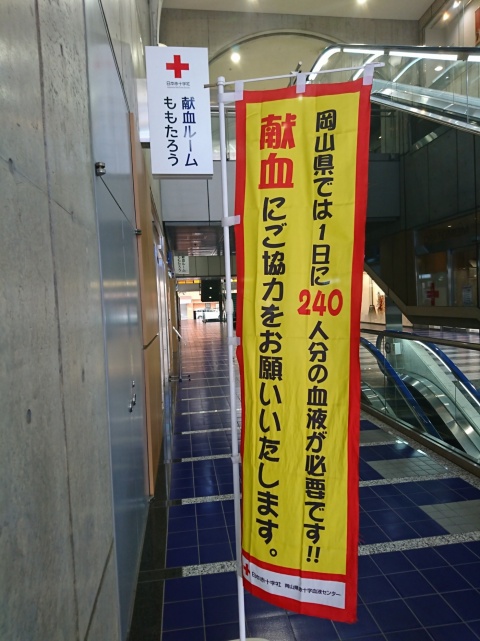 日本赤十字社
献血ルーム
ももたろう
岡山県では1日に240人分の血液が必要です!!
献血にご協力をお願いいたします。
日本赤十字社 岡山県赤十字血液センター